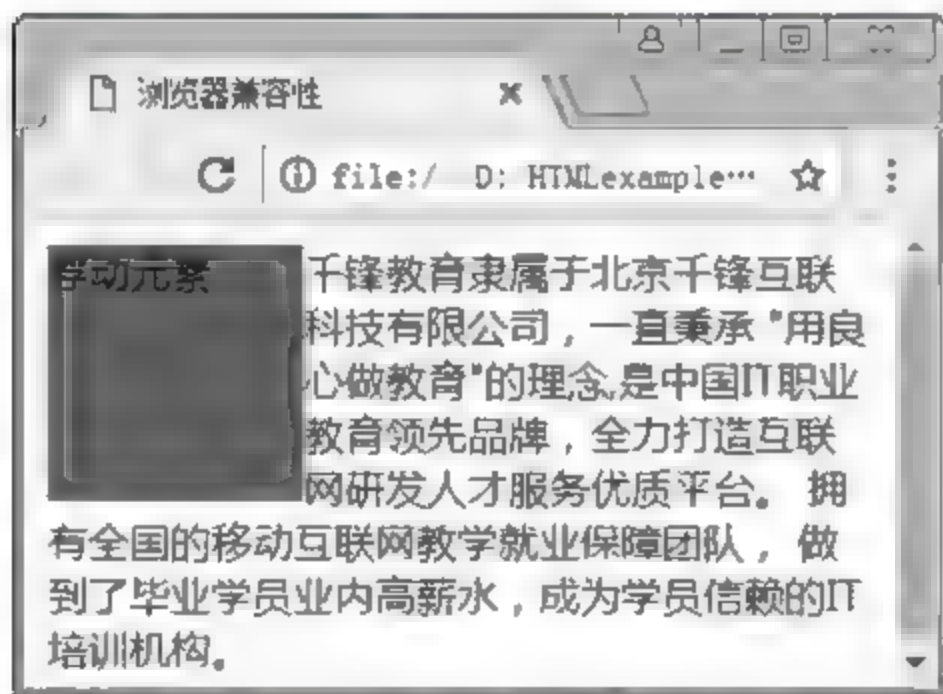 浏览器兼容性
file:/ D: HTMLexample…
浮动元素
千锋教育隶属于北京千锋互联
科技有限公司，一直秉承"用良
心做教育"的理念,是中国IT职业
教育领先品牌，全力打造互联
网研发人才服务优质平台。 拥
有全国的移动互联网教学就业保障团队， 做
到了毕业学员业内高薪水，成为学员信赖的IT
培训机构。